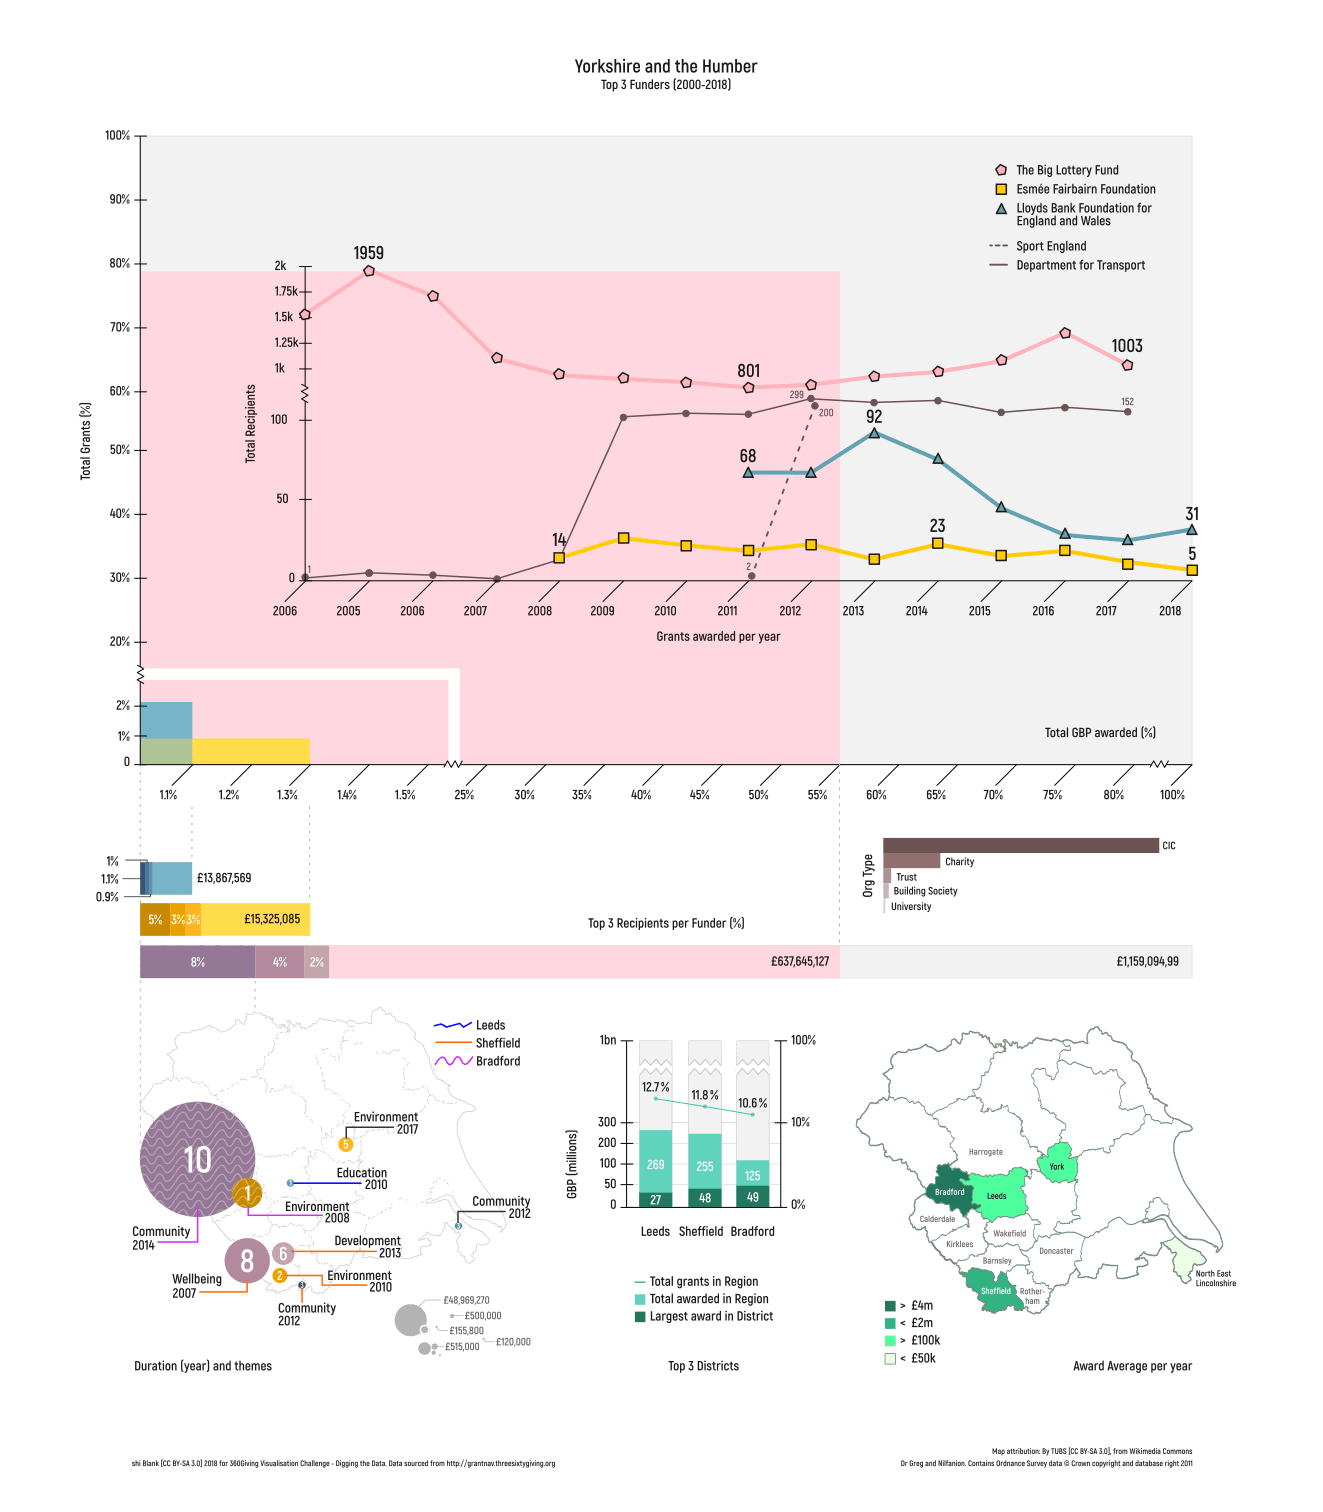 Yorkshire and the Humber
Top 3 Funders (2000-2018)
100%
90%
80%
70%
60%
50%
40%
30%
20%
2%
1%
0
Total Grants (%)
The Big Lottery Fund
Esmée Fairbairn Foundation
Lloyds Bank Foundation for
England and Wales
Sport England
Department for Transport
2k
1.75k
1.5k
1.25k
1k
100
50
0
Total Recipients
1959
801
1003
299
200
152
92
68
14
23
31
5
1
2
2006
2005
2006
2007
2008
2009
2010
2011
2012
2013
2014
2015
2016
2017
2018
Grants awarded per year
Total GBP awarded (%)
1.1%
1.2%
1.3%
1.4%
1.5%
25%
30%
35%
40%
45%
50%
55%
60%
65%
70%
75%
80%
100%
1%
1.1%
0.9%
£13,867,569
5%
3%
3%
£15,325,085
Top 3 Recipients per Funder (%)
8%
4%
2%
£637,645,127
£1,159,094,99
Org Type
CIC
Charity
Trust
Building Society
University
Leeds
Sheffield
Bradford
10
1
8
6
2
3
5
1
3
Environment
2017
Education
2010
Environment
2008
Community
2012
Community
2014
Development
2013
Wellbeing
2007
Environment
2010
Community
2012
£48,969,270
£500,000
£155,800
£120,000
£515,000
Duration (year) and themes
1bn
300
200
100
50
0
GBP (millions)
100%
10%
0%
12.7%
11.8%
10.6%
269
255
125
27
48
49
Leeds
Sheffield
Bradford
Total grants in Region
Total awarded in Region
Largest award in District
Top 3 Districts
Harrogate
York
Bradford
Leeds
Calderdale
Kirklees
Wakefield
Barnsley
Doncaster
Sheffield
Rother-
ham
North East
Lincolnshire
> £4m
< £2m
> £100k
< £50k
Award Average per year
Map attribution: By TUBS [CC BY-SA 3.0], from Wikimedia Commons
shi Blank [CC BY-SA 3.0] 2018 for 360Giving Visualisation Challenge - Digging the Data. Data sourced from http://grantnav.threesixtygiving.org
Dr Greg and Nilfanion. Contains Ordnance Survey data © Crown copyright and database right 2011